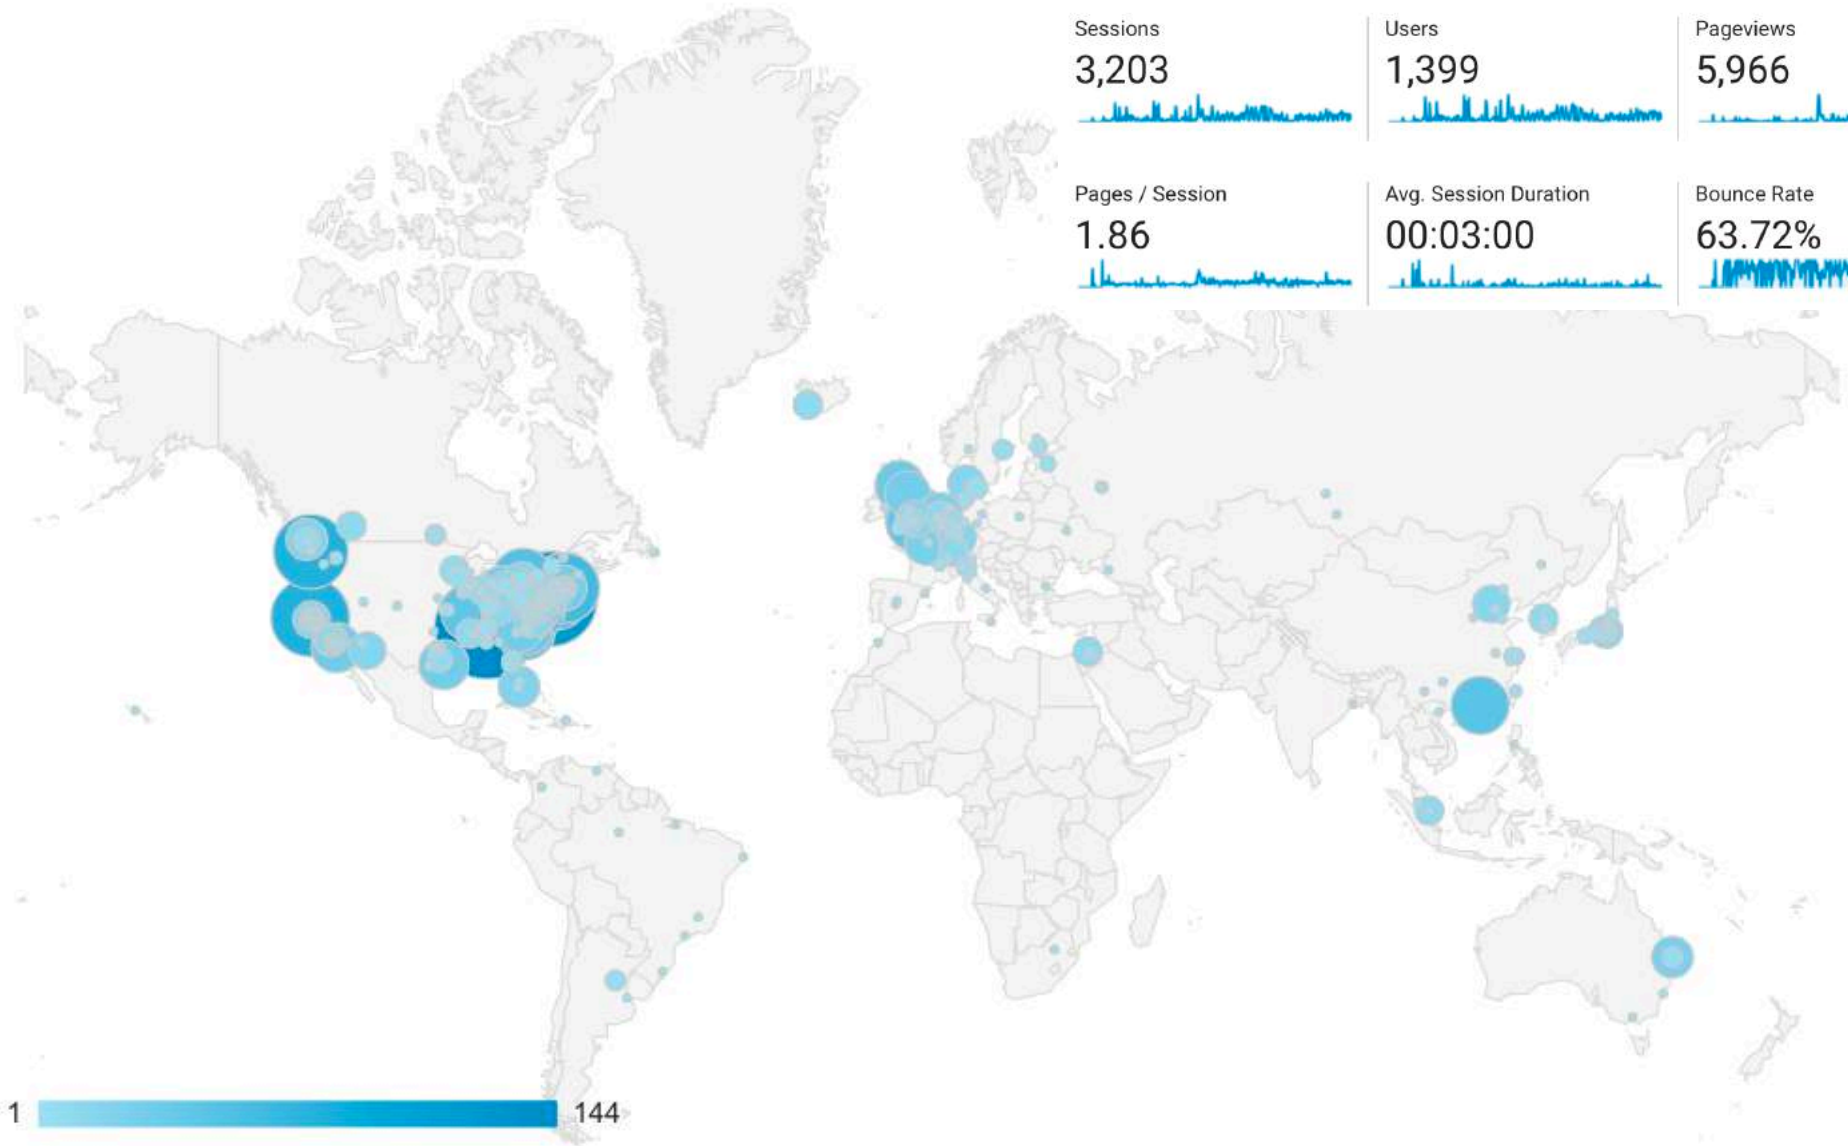 Sessions
3,203
Users
1,399
Pageviews
5,966
Pages / Session
1.86
Avg. Session Duration
00:03:00
Bounce Rate
63.72%
1
144